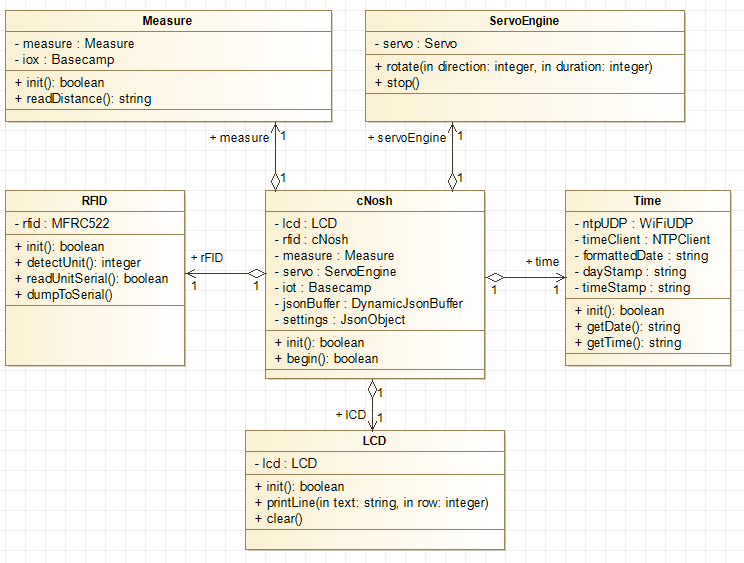 Measure
- measure : Measure
- iox : Basecamp
+ init(): boolean
+ readDistance(): string
ServoEngine
- servo : Servo
+ rotate(in direction: integer, in duration: integer)
+ stop()
+ measure
1
1
+ servoEngine
1
1
RFID
- rfid : MFRC522
+ init(): boolean
+ detectUnit(): integer
+ readUnitSerial(): boolean
+ dumpToSerial()
+ rFID
1
1
cNosh
- lcd : LCD
- rfid : cNosh
- measure : Measure
- servo : ServoEngine
- iot : Basecamp
- jsonBuffer : DynamicJsonBuffer
- settings : JsonObject
+ init(): boolean
+ begin(): boolean
+ time
1
1
Time
- ntpUDP : WiFiUDP
- timeClient : NTPClient
- formattedDate : string
- dayStamp : string
- timeStamp : string
+ init(): boolean
+ getDate(): string
+ getTime(): string
1
+ lCD
1
LCD
- lcd : LCD
+ init(): boolean
+ printLine(in text: string, in row: integer)
+ clear()